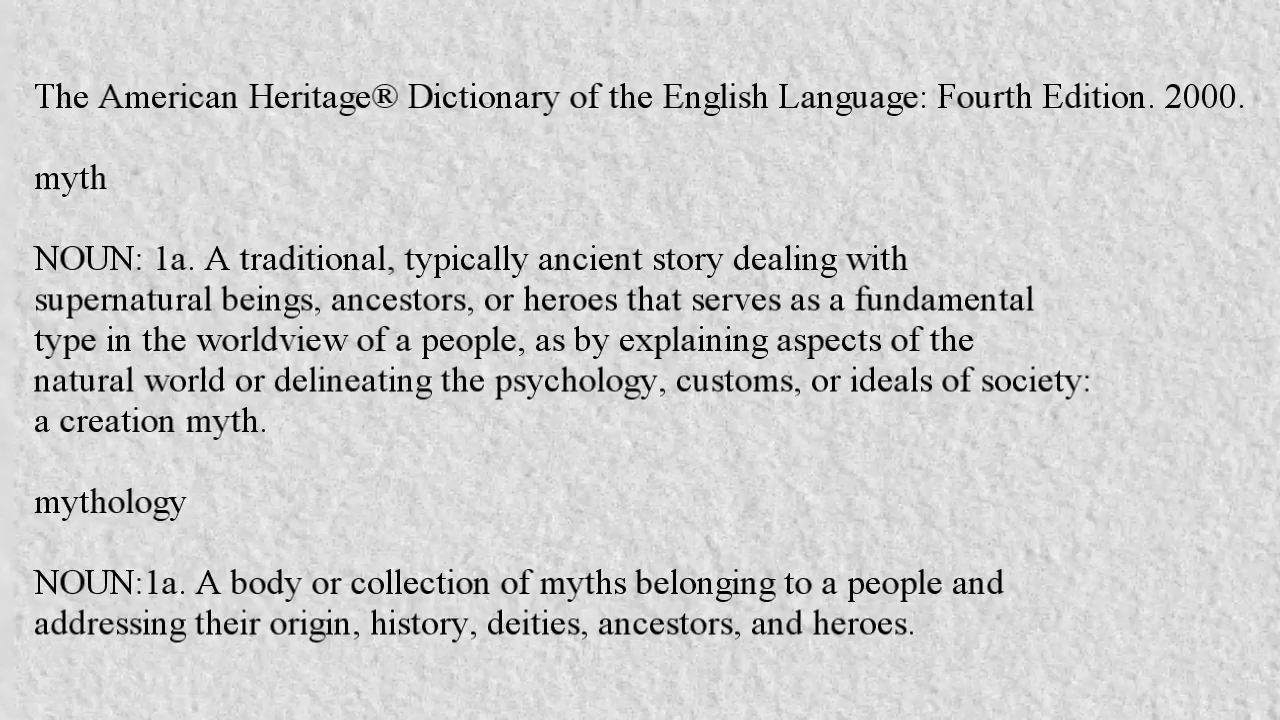 The American Heritage® Dictionary of the English Language: Fourth Edition. 2000.
myth
NOUN: 1a. A traditional, typically ancient story dealing with
supernatural beings, ancestors, or heroes that serves as a fundamental
type in the worldview of a people, as by explaining aspects of the
natural world or delineating the psychology, customs, or ideals of society:
a creation myth.
mythology
NOUN:1a. A body or collection of myths belonging to a people and
addressing their origin, history, deities, ancestors, and heroes.